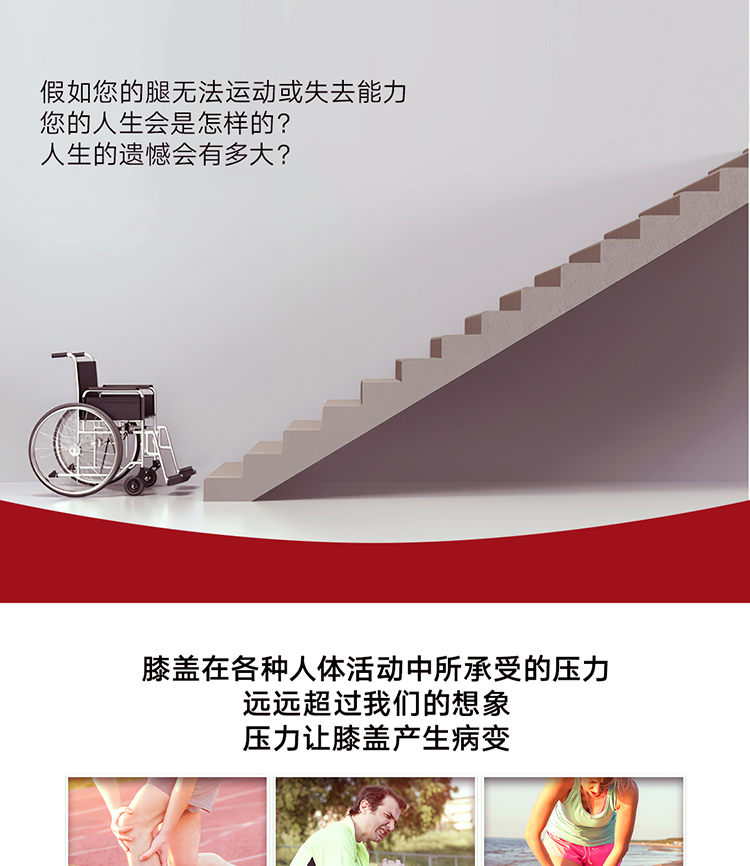 假如您的腿无法运动或失去能力
您的人生会是怎样的？
人生的遗憾会有多大？
膝盖在各种人体活动中所承受的压力
远远超过我们的想象
压力让膝盖产生病变